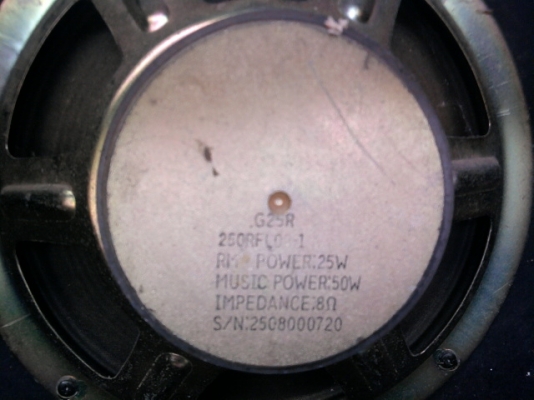 G25R
RMS POWER:25W
MUSIC POWER:50W
IMPEDANCE:8Ω
S/N:2508000720